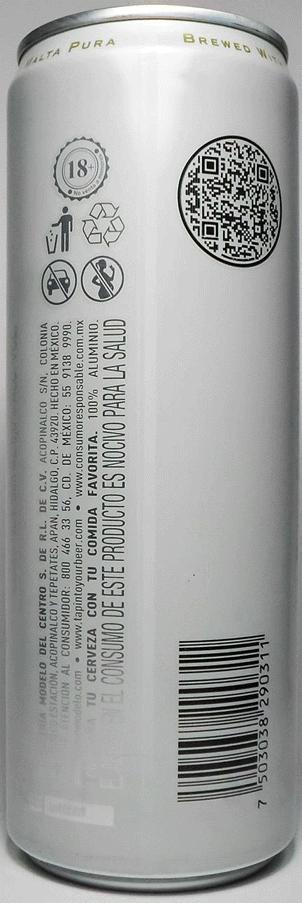 MALTA PURA
BREWED WIT
18+
MODELO DEL CENTRO S. DE R.L. DE C.V. ACOPINALCO S/N, COLONIA
ESTACIÓN, ACOPINALCO Y TEPETATES, APAN, HIDALGO, C.P. 43920. HECHO EN MÉXICO.
ATENCIÓN AL CONSUMIDOR: 800 466 33 56, CD. DE MÉXICO: 55 9138 9990.
modelo.com • www.tapintoyourbeer.com • www.consumoresponsable.com.mx
A TU CERVEZA CON TU COMIDA FAVORITA. 100% ALUMINIO.
EL CONSUMO DE ESTE PRODUCTO ES NOCIVO PARA LA SALUD
7 503038 290311